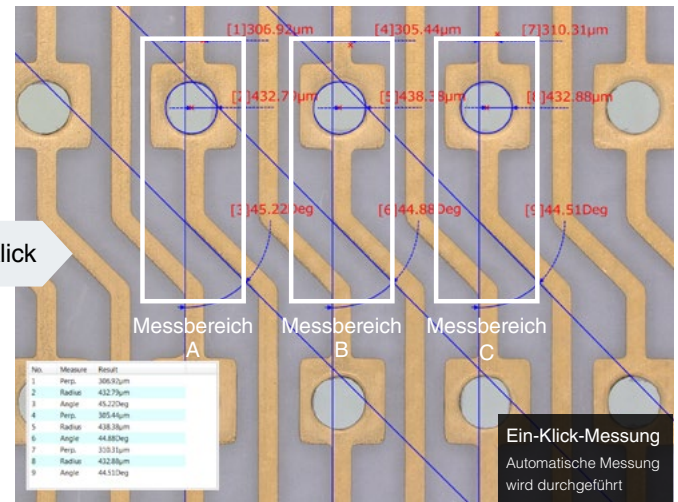 [1]306.92µm
[4]305.44µm
[7]310.31µm
[2]432.79µm
[5]438.38µm
[8]432.88µm
[3]45.22Deg
[6]44.88Deg
[9]44.51Deg
lick
Messbereich
A
Messbereich
B
Messbereich
C
No. Measure Result
1 Perp. 306.92µm
2 Radius 432.79µm
3 Angle 45.22Deg
4 Perp. 305.44µm
5 Radius 438.38µm
6 Angle 44.88Deg
7 Perp. 310.31µm
8 Radius 432.88µm
9 Angle 44.51Deg
Ein-Klick-Messung
Automatische Messung
wird durchgeführt